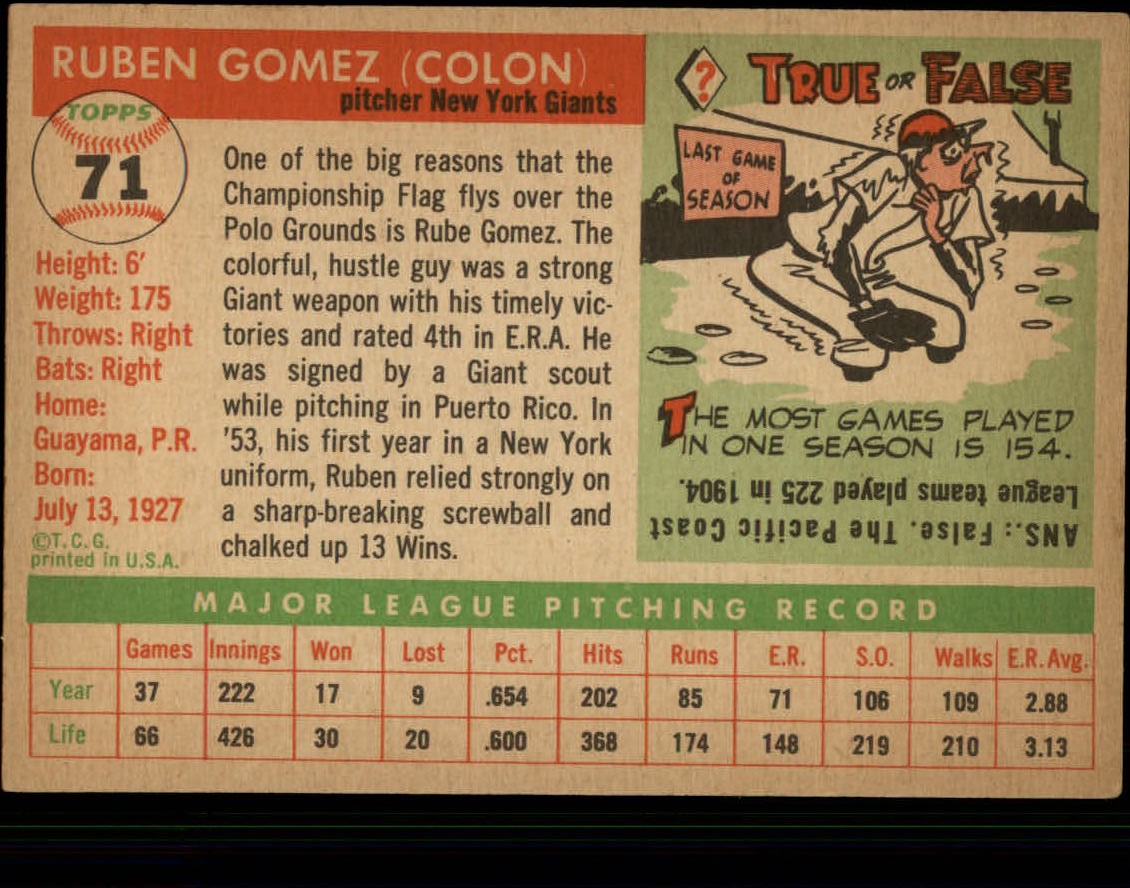 RUBEN GOMEZ (COLON)
pitcher New York Giants
TOPPS
71
Height: 6'
Weight: 175
Throws: Right
Bats: Right
Home:
Guayama, P.R.
Born:
July 13, 1927
©T. C. G.
printed in U.S.A.
One of the big reasons that the
Championship Flag flys over the
Polo Grounds is Rube Gomez. The
colorful, hustle guy was a strong
Giant weapon with his timely vic-
tories and rated 4th in E.R.A. He
was signed by a Giant scout
while pitching in Puerto Rico. In
'53, his first year in a New York
uniform, Ruben relied strongly on
a sharp-breaking screwball and
chalked up 13 Wins.
? TRUE OR FALSE
LAST GAME
OF
SEASON
THE MOST GAMES PLAYED
IN ONE SEASON IS 154.
ANS.: False. The Pacific Coast
League teams played 225 in 1904.
MAJOR LEAGUE PITCHING RECORD
Games Innings Won Lost Pct. Hits Runs E.R. S.O. Walks E.R. Avg.
Year 37 222 17 9 .654 202 85 71 106 109 2.88
Life 66 426 30 20 .600 368 174 148 219 210 3.13